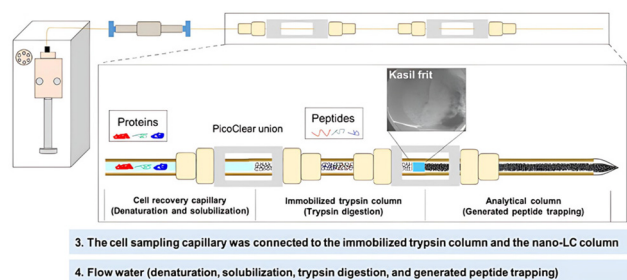 Kasil frit
Proteins
Peptides
PicoClear union
Cell recovery capillary
(Denaturation and solubilization)
Immobilized trypsin column
(Trypsin digestion)
Analytical column
(Generated peptide trapping)
3. The cell sampling capillary was connected to the immobilized trypsin column and the nano-LC column
4. Flow water (denaturation, solubilization, trypsin digestion, and generated peptide trapping)